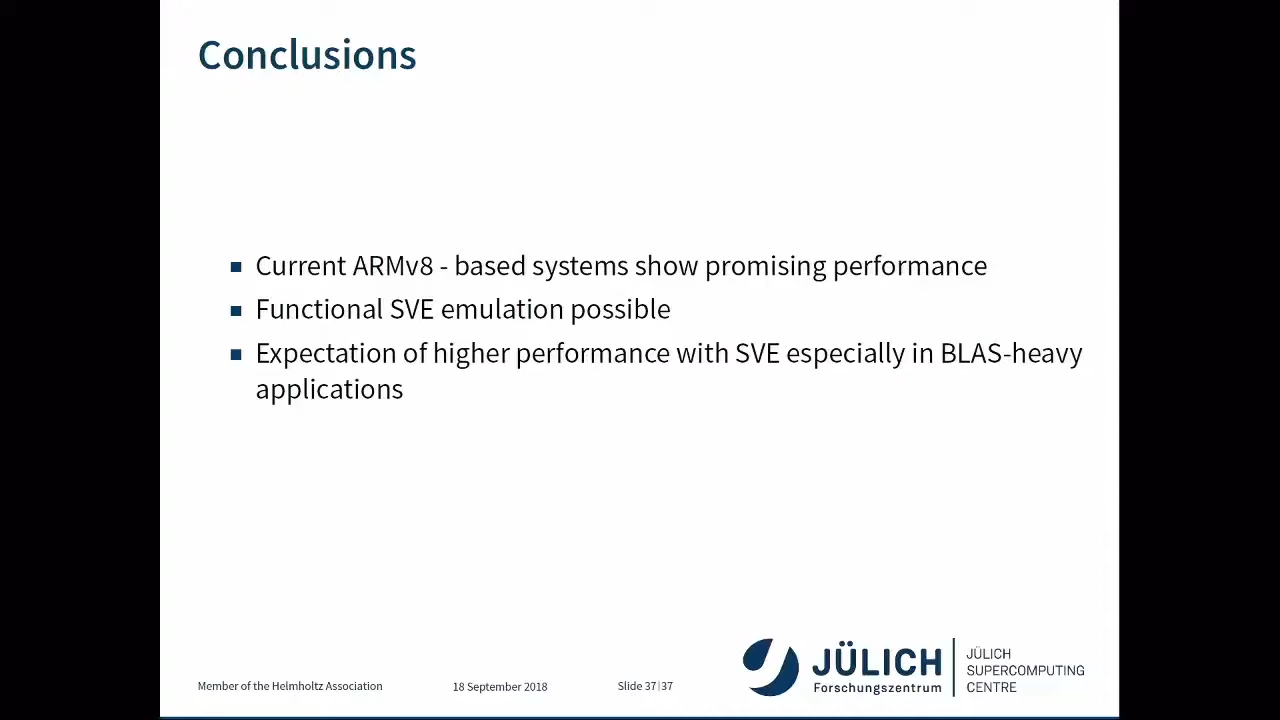 Conclusions
Current ARMv8 - based systems show promising performance
Functional SVE emulation possible
Expectation of higher performance with SVE especially in BLAS-heavy
applications
Member of the Helmholtz Association
18 September 2018
Slide 37|37
JÜLICH
Forschungszentrum
JÜLICH
SUPERCOMPUTING
CENTRE